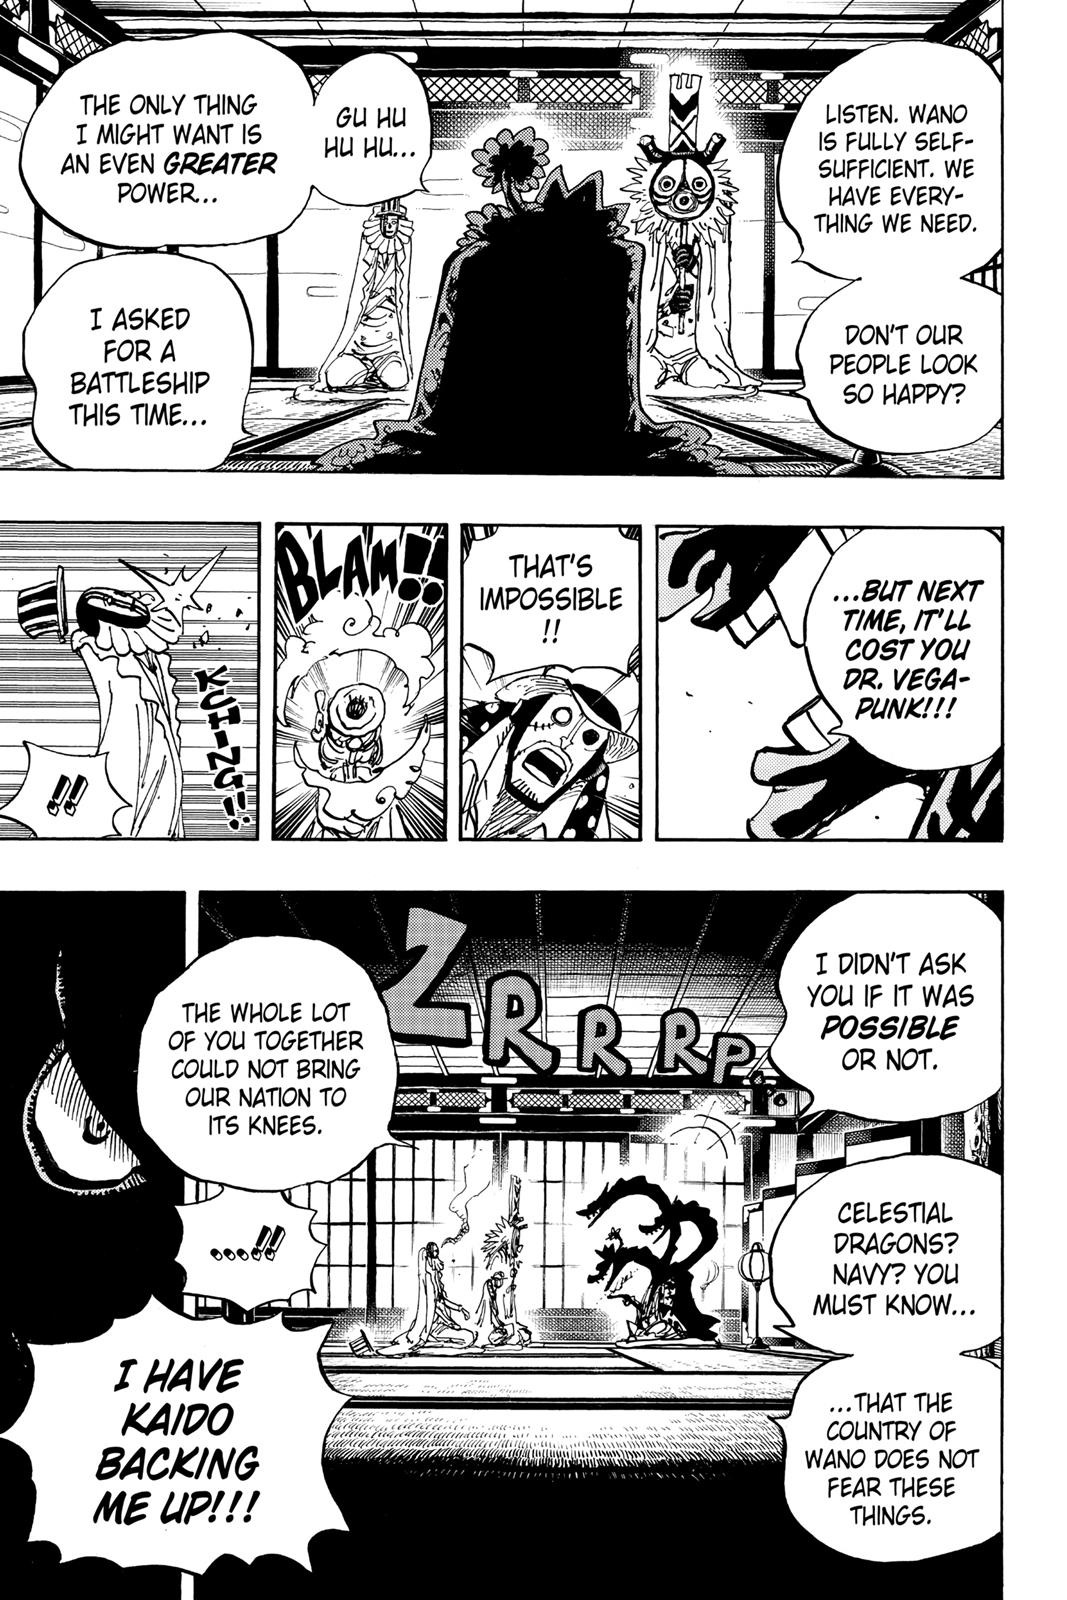 LISTEN. WANO
IS FULLY SELF-
SUFFICIENT. WE
HAVE EVERY-
THING WE NEED.
DON'T OUR
PEOPLE LOOK
SO HAPPY?
GU HU
HU HU...
THE ONLY THING
I MIGHT WANT IS
AN EVEN GREATER
POWER...
I ASKED
FOR A
BATTLESHIP
THIS TIME...
...BUT NEXT
TIME, IT'LL
COST YOU
DR. VEGA-
PUNK!!!
THAT'S
IMPOSSIBLE
!!
BLAM!!
KCHING!!
!!
I DIDN'T ASK
YOU IF IT WAS
POSSIBLE
OR NOT.
ZRRRRP
CELESTIAL
DRAGONS?
NAVY? YOU
MUST KNOW...
...THAT THE
COUNTRY OF
WANO DOES NOT
FEAR THESE
THINGS.
THE WHOLE LOT
OF YOU TOGETHER
COULD NOT BRING
OUR NATION TO
ITS KNEES.
...!!
I HAVE
KAIDO
BACKING
ME UP!!!